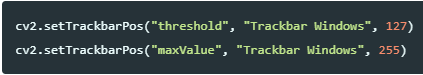 cv2.setTrackbarPos("threshold", "Trackbar Windows", 127)
cv2.setTrackbarPos("maxValue", "Trackbar Windows", 255)